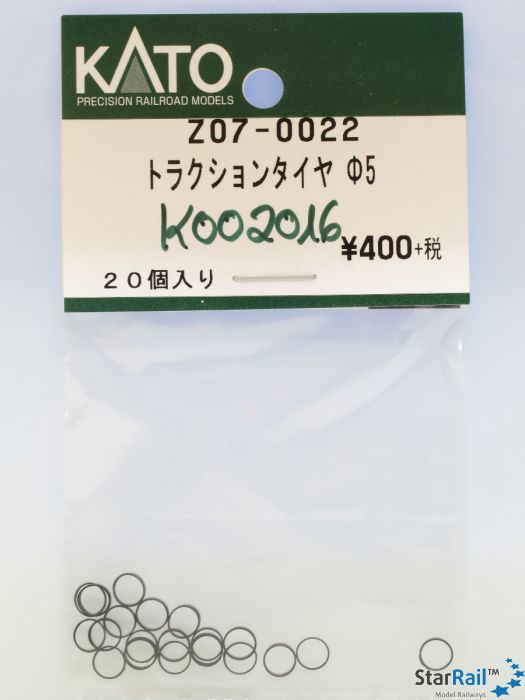 KATO
PRECISION RAILROAD MODELS
Z07-0022
トラクションタイヤ Φ5
K002016
¥400+税
20個入り
StarRail™
Model Railways